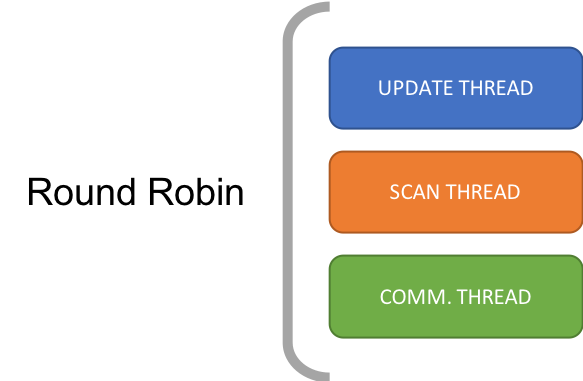 Round Robin
UPDATE THREAD
SCAN THREAD
COMM. THREAD